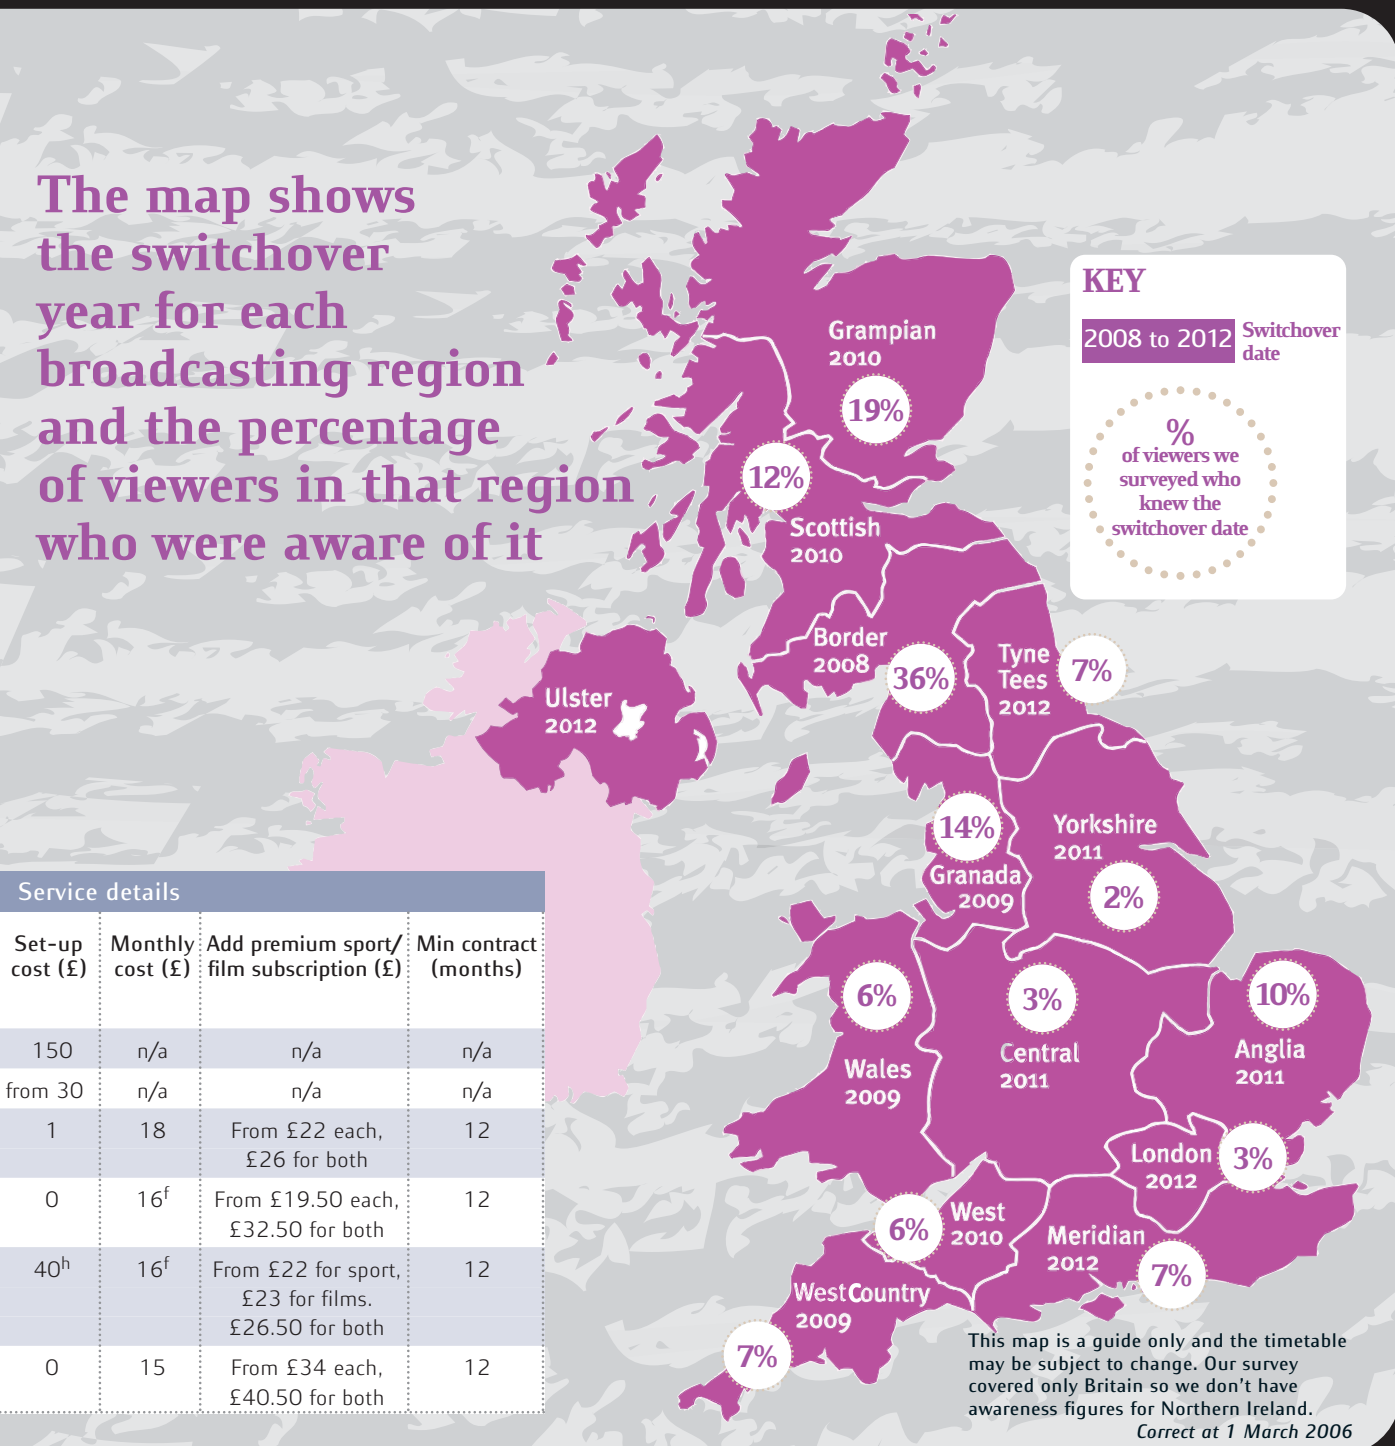 The map shows
the switchover
year for each
broadcasting region
and the percentage
of viewers in that region
who were aware of it
KEY
2008 to 2012
Switchover
date
%
of viewers we
surveyed who
knew the
switchover date
Grampian
2010
19%
12%
Scottish
2010
Border
2008
36%
Tyne
Tees
2012
7%
Ulster
2012
14%
Granada
2009
Yorkshire
2011
2%
6%
Wales
2009
3%
Central
2011
10%
Anglia
2011
London
2012
3%
6%
West
2010
Meridian
2012
7%
WestCountry
2009
7%
Service details
Set-up
cost (£)
Monthly
cost (£)
Add premium sport/
film subscription (£)
Min contract
(months)
150 n/a n/a n/a
from 30 n/a n/a n/a
1 18 From £22 each, 12
£26 for both
0 16f From £19.50 each, 12
£32.50 for both
40h 16f From £22 for sport, 12
£23 for films.
£26.50 for both
0 15 From £34 each, 12
£40.50 for both
This map is a guide only and the timetable
may be subject to change. Our survey
covered only Britain so we don't have
awareness figures for Northern Ireland.
Correct at 1 March 2006